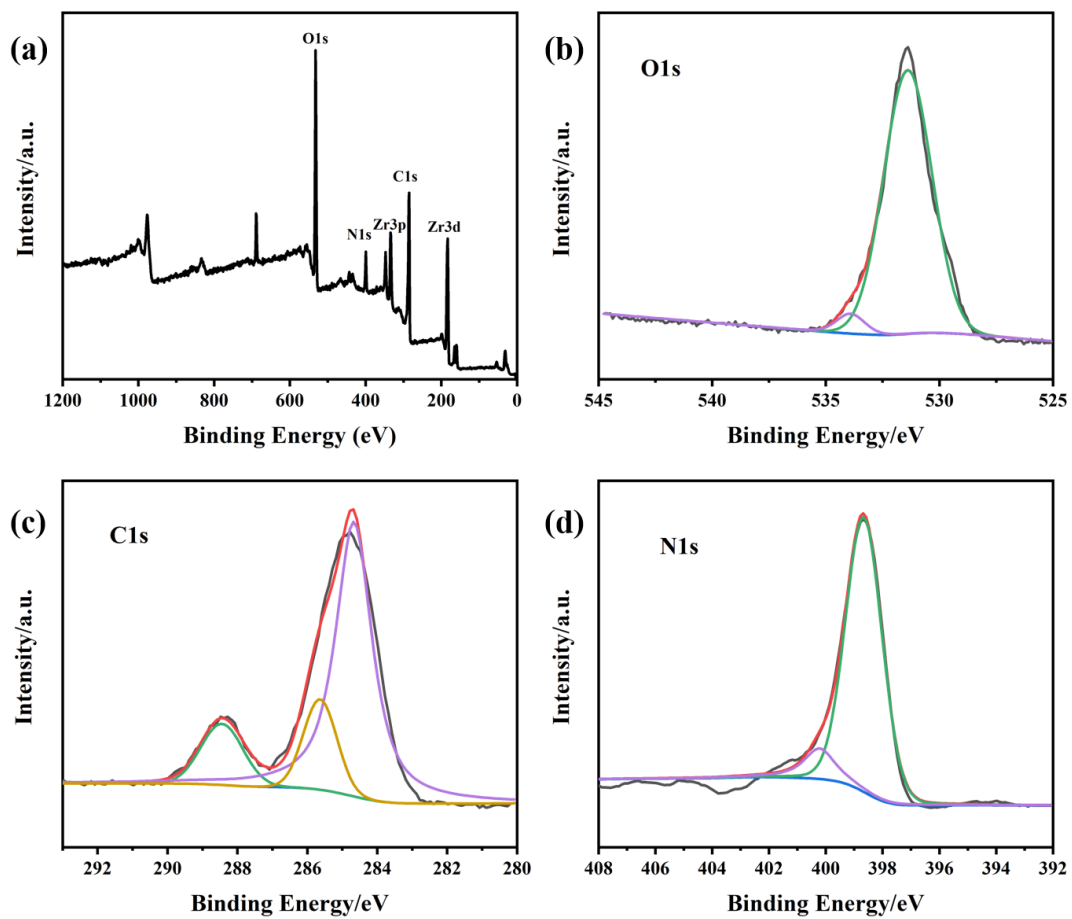 (a)
O1s
C1s
N1s
Zr3p
Zr3d
Intensity/a.u.
1200 1000 800 600 400 200 0
Binding Energy (eV)
(b)
O1s
Intensity/a.u.
545 540 535 530 525
Binding Energy/eV
(c)
C1s
Intensity/a.u.
292 290 288 286 284 282 280
Binding Energy/eV
(d)
N1s
Intensity/a.u.
408 406 404 402 400 398 396 394 392
Binding Energy/eV